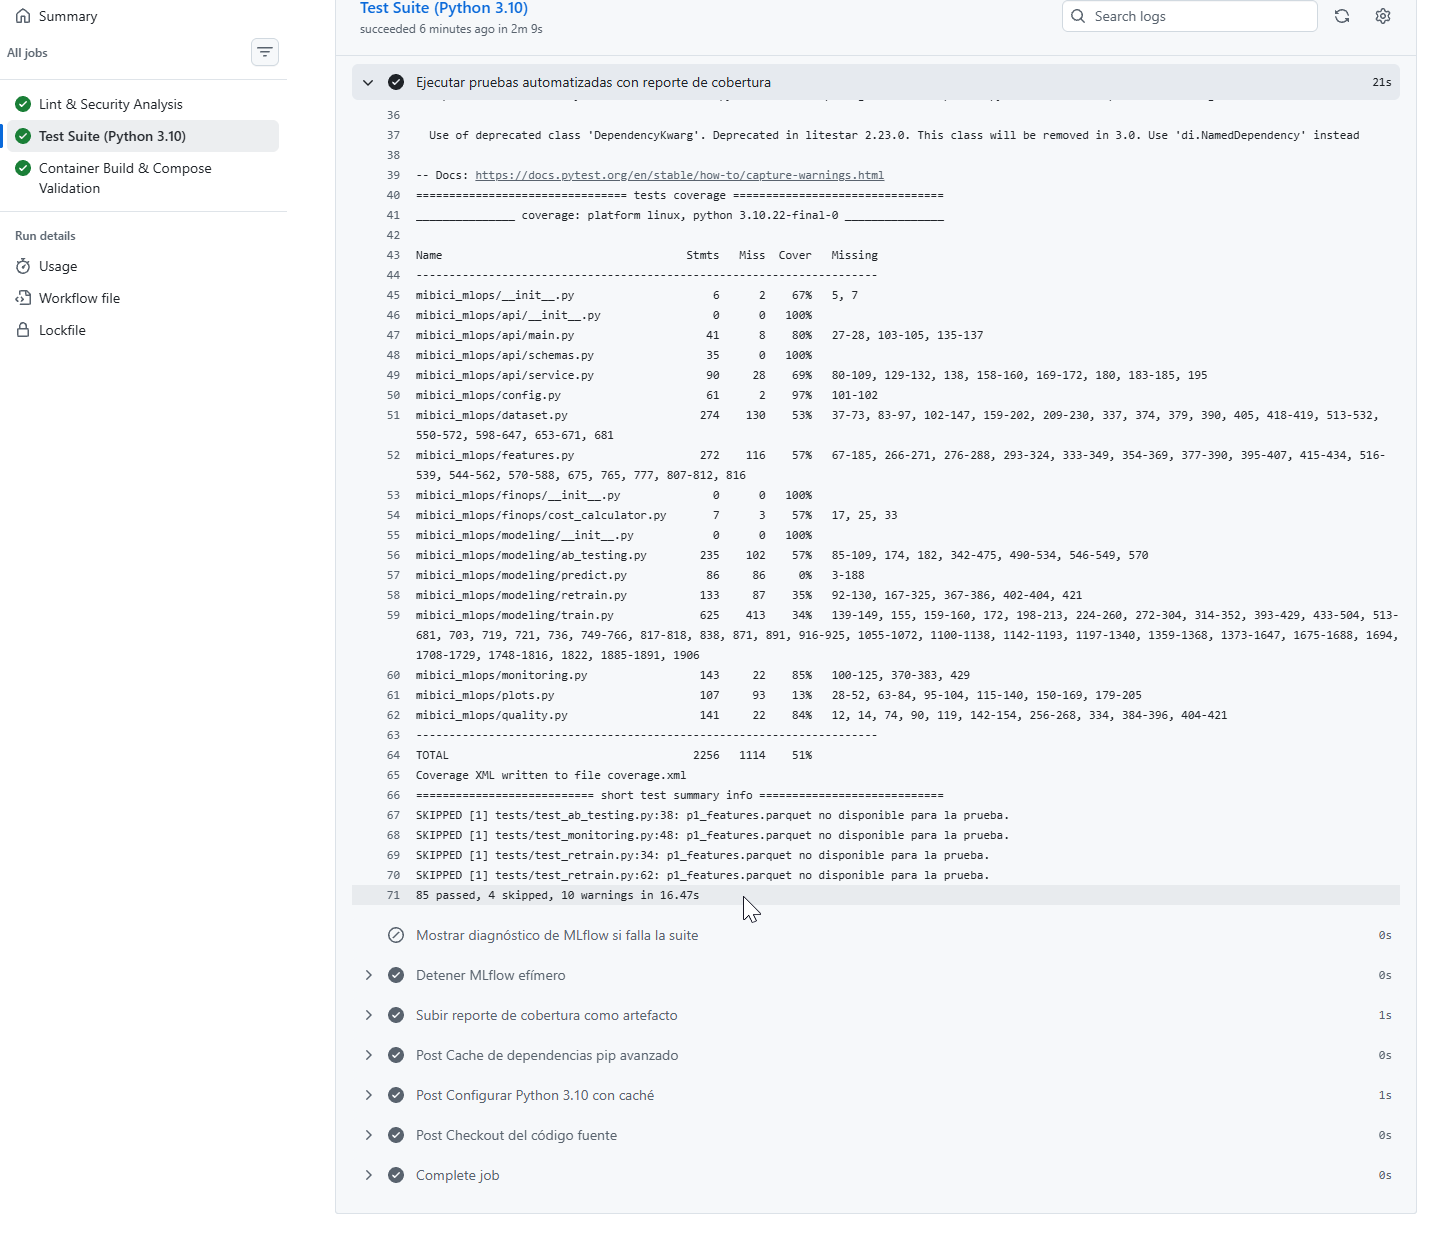 Summary
All jobs
Lint & Security Analysis
Test Suite (Python 3.10)
Container Build & Compose
Validation
Run details
Usage
Workflow file
Lockfile
Test Suite (Python 3.10)
succeeded 6 minutes ago in 2m 9s
Search logs
Ejecutar pruebas automatizadas con reporte de cobertura 21s
36
37 Use of deprecated class 'DependencyKwarg'. Deprecated in litestar 2.23.0. This class will be removed in 3.0. Use 'di.NamedDependency' instead
38
39 -- Docs: https://docs.pytest.org/en/stable/how-to/capture-warnings.html
40 ================================ tests coverage ================================
41 _______________ coverage: platform linux, python 3.10.22-final-0 _______________
42
43 Name Stmts Miss Cover Missing
44 ----------------------------------------------------------------------
45 mibici_mlops/__init__.py 6 2 67% 5, 7
46 mibici_mlops/api/__init__.py 0 0 100%
47 mibici_mlops/api/main.py 41 8 80% 27-28, 103-105, 135-137
48 mibici_mlops/api/schemas.py 35 0 100%
49 mibici_mlops/api/service.py 90 28 69% 80-109, 129-132, 138, 158-160, 169-172, 180, 183-185, 195
50 mibici_mlops/config.py 61 2 97% 101-102
51 mibici_mlops/dataset.py 274 130 53% 37-73, 83-97, 102-147, 159-202, 209-230, 337, 374, 379, 390, 405, 418-419, 513-532,
550-572, 598-647, 653-671, 681
52 mibici_mlops/features.py 272 116 57% 67-185, 266-271, 276-288, 293-324, 333-349, 354-369, 377-390, 395-407, 415-434, 516-
539, 544-562, 570-588, 675, 765, 777, 807-812, 816
53 mibici_mlops/finops/__init__.py 0 0 100%
54 mibici_mlops/finops/cost_calculator.py 7 3 57% 17, 25, 33
55 mibici_mlops/modeling/__init__.py 0 0 100%
56 mibici_mlops/modeling/ab_testing.py 235 102 57% 85-109, 174, 182, 342-475, 490-534, 546-549, 570
57 mibici_mlops/modeling/predict.py 86 86 0% 3-188
58 mibici_mlops/modeling/retrain.py 133 87 35% 92-130, 167-325, 367-386, 402-404, 421
59 mibici_mlops/modeling/train.py 625 413 34% 139-149, 155, 159-160, 172, 198-213, 224-260, 272-304, 314-352, 393-429, 433-504, 513-
681, 703, 719, 721, 736, 749-766, 817-818, 838, 871, 891, 916-925, 1055-1072, 1100-1138, 1142-1193, 1197-1340, 1359-1368, 1373-1647, 1675-1688, 1694,
1708-1729, 1748-1816, 1822, 1885-1891, 1906
60 mibici_mlops/monitoring.py 143 22 85% 100-125, 370-383, 429
61 mibici_mlops/plots.py 107 93 13% 28-52, 63-84, 95-104, 115-140, 150-169, 179-205
62 mibici_mlops/quality.py 141 22 84% 12, 14, 74, 90, 119, 142-154, 256-268, 334, 384-396, 404-421
63 ----------------------------------------------------------------------
64 TOTAL 2256 1114 51%
65 Coverage XML written to file coverage.xml
66 =========================== short test summary info ============================
67 SKIPPED [1] tests/test_ab_testing.py:38: p1_features.parquet no disponible para la prueba.
68 SKIPPED [1] tests/test_monitoring.py:48: p1_features.parquet no disponible para la prueba.
69 SKIPPED [1] tests/test_retrain.py:34: p1_features.parquet no disponible para la prueba.
70 SKIPPED [1] tests/test_retrain.py:62: p1_features.parquet no disponible para la prueba.
71 85 passed, 4 skipped, 10 warnings in 16.47s
Mostrar diagnóstico de MLflow si falla la suite 0s
Detener MLflow efímero 0s
Subir reporte de cobertura como artefacto 1s
Post Cache de dependencias pip avanzado 0s
Post Configurar Python 3.10 con caché 1s
Post Checkout del código fuente 0s
Complete job 0s